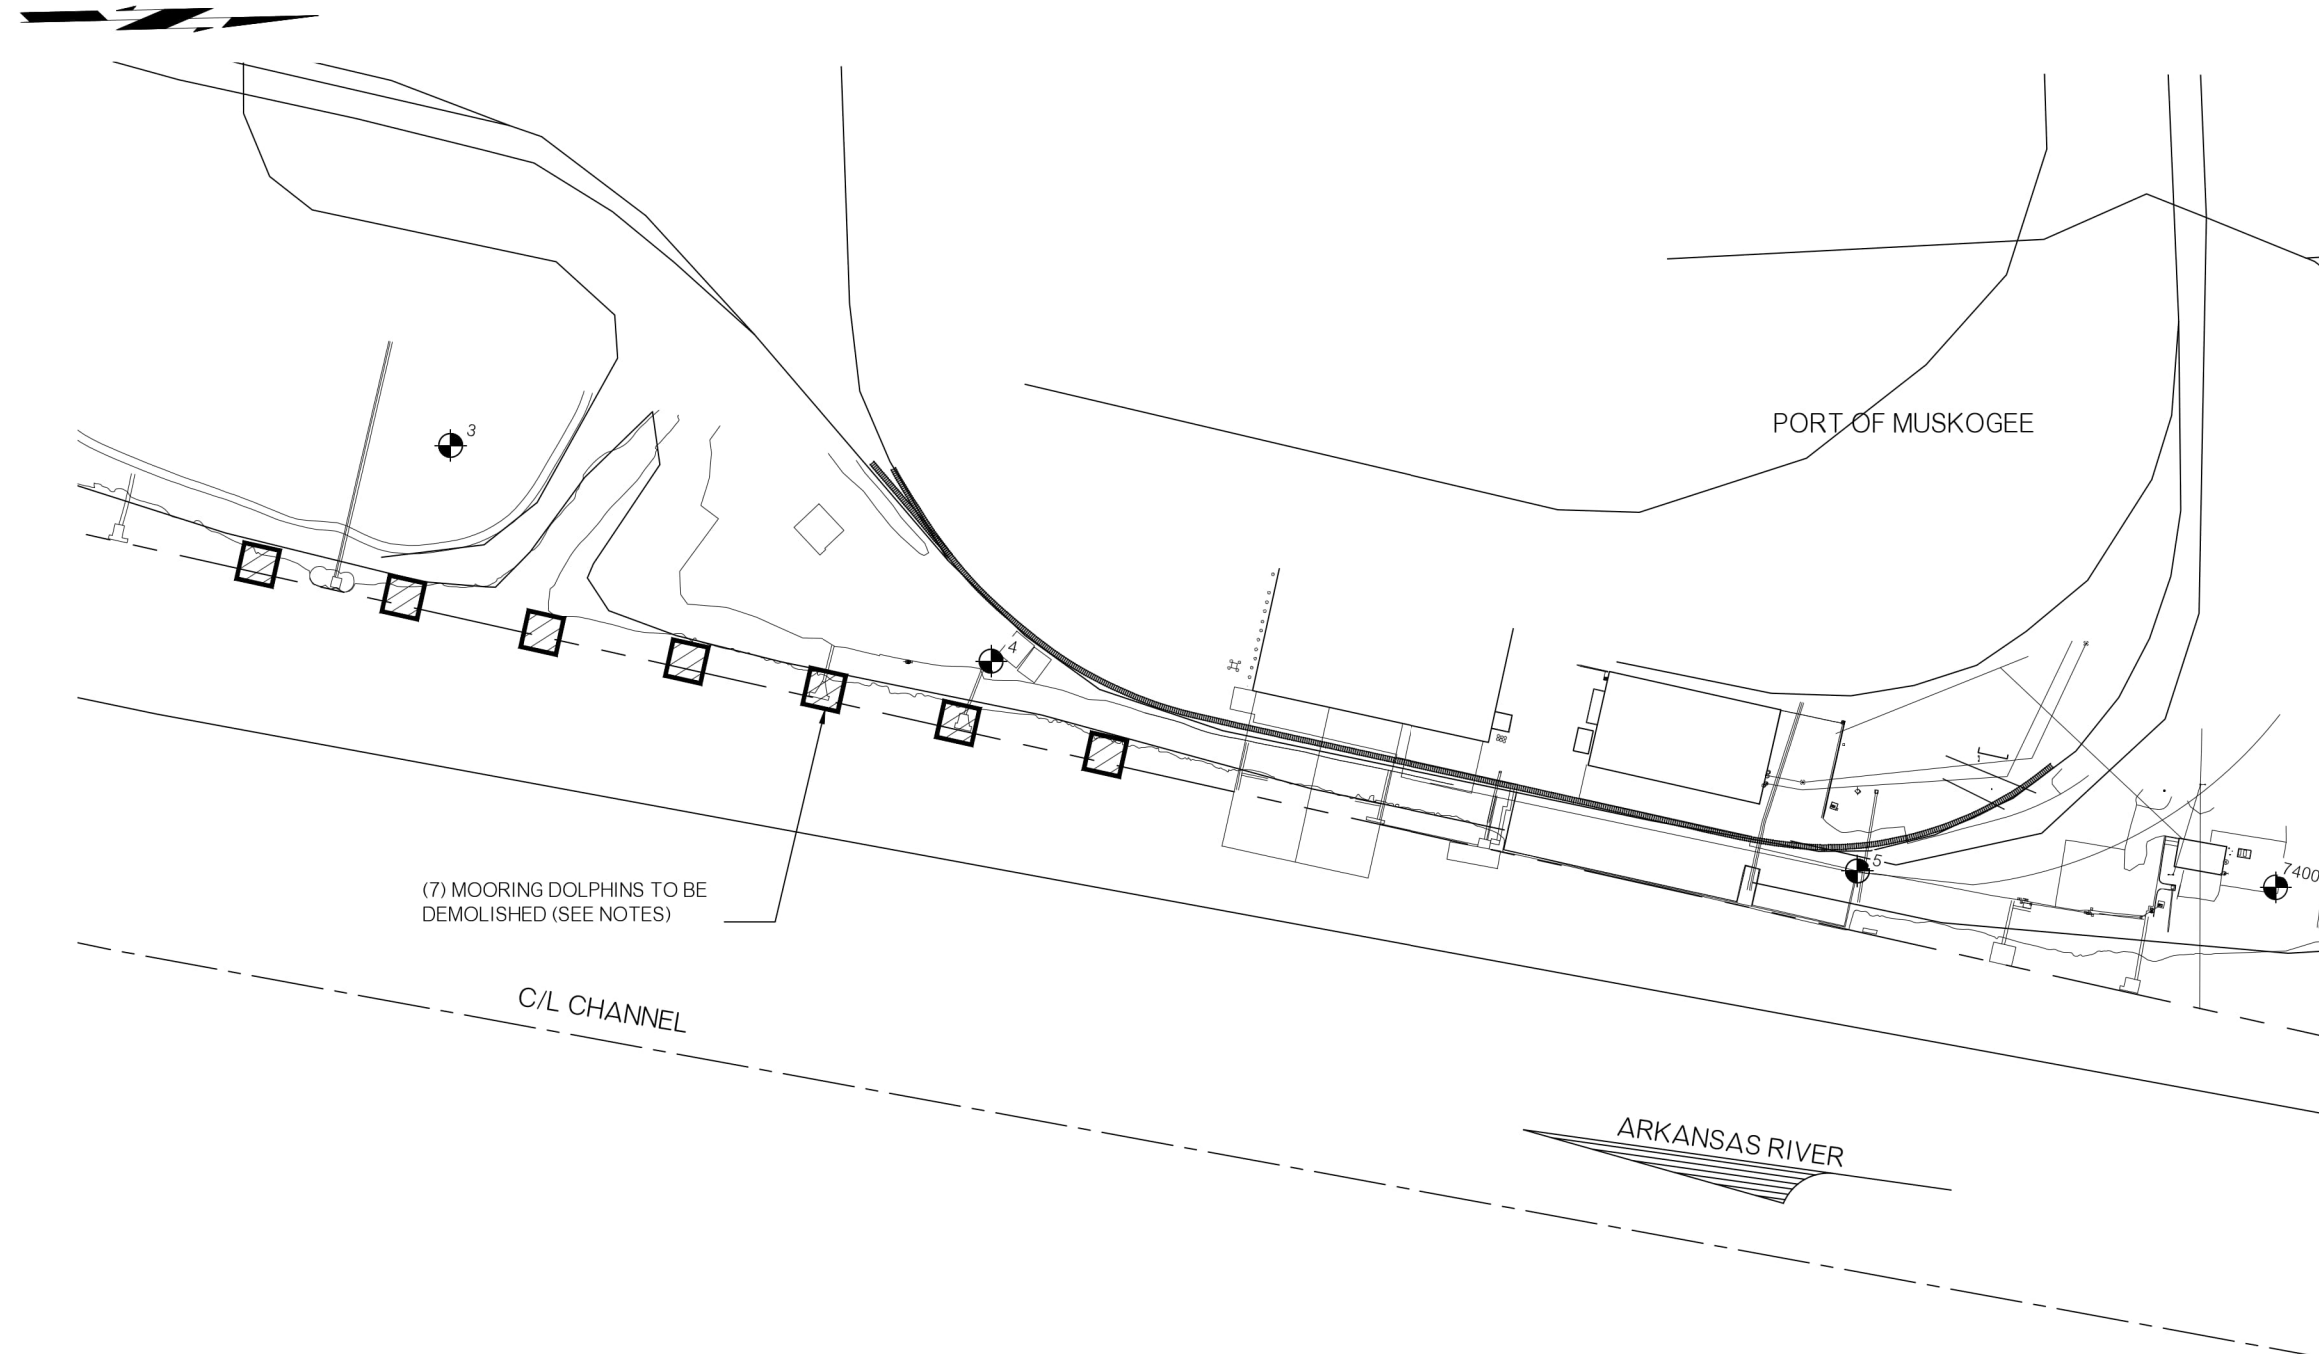 3
PORT OF MUSKOGEE
4
5
7400
(7) MOORING DOLPHINS TO BE
DEMOLISHED (SEE NOTES)
C/L CHANNEL
ARKANSAS RIVER